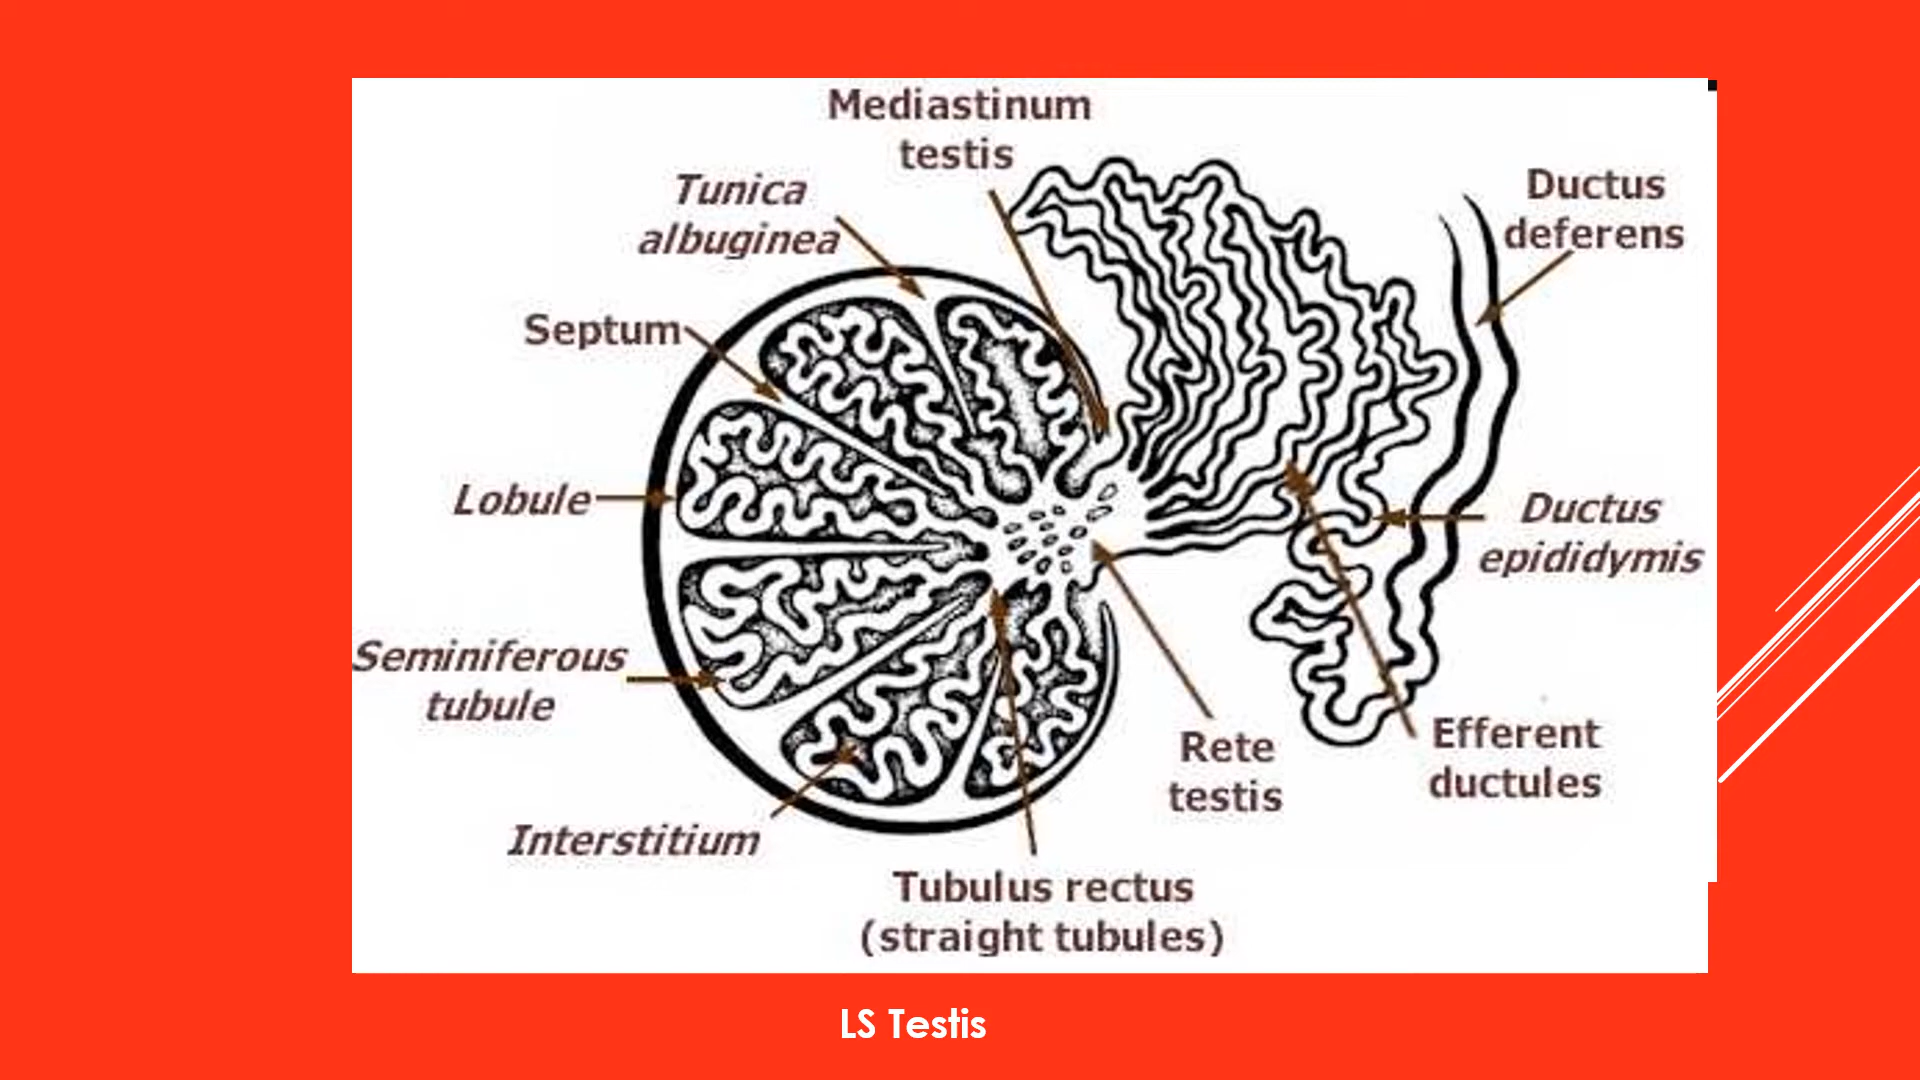 Mediastinum
testis
Tunica
albuginea
Ductus
deferens
Septum
Lobule
Ductus
epididymis
Seminiferous
tubule
Rete
testis
Efferent
ductules
Interstitium
Tubulus rectus
(straight tubules)
LS Testis